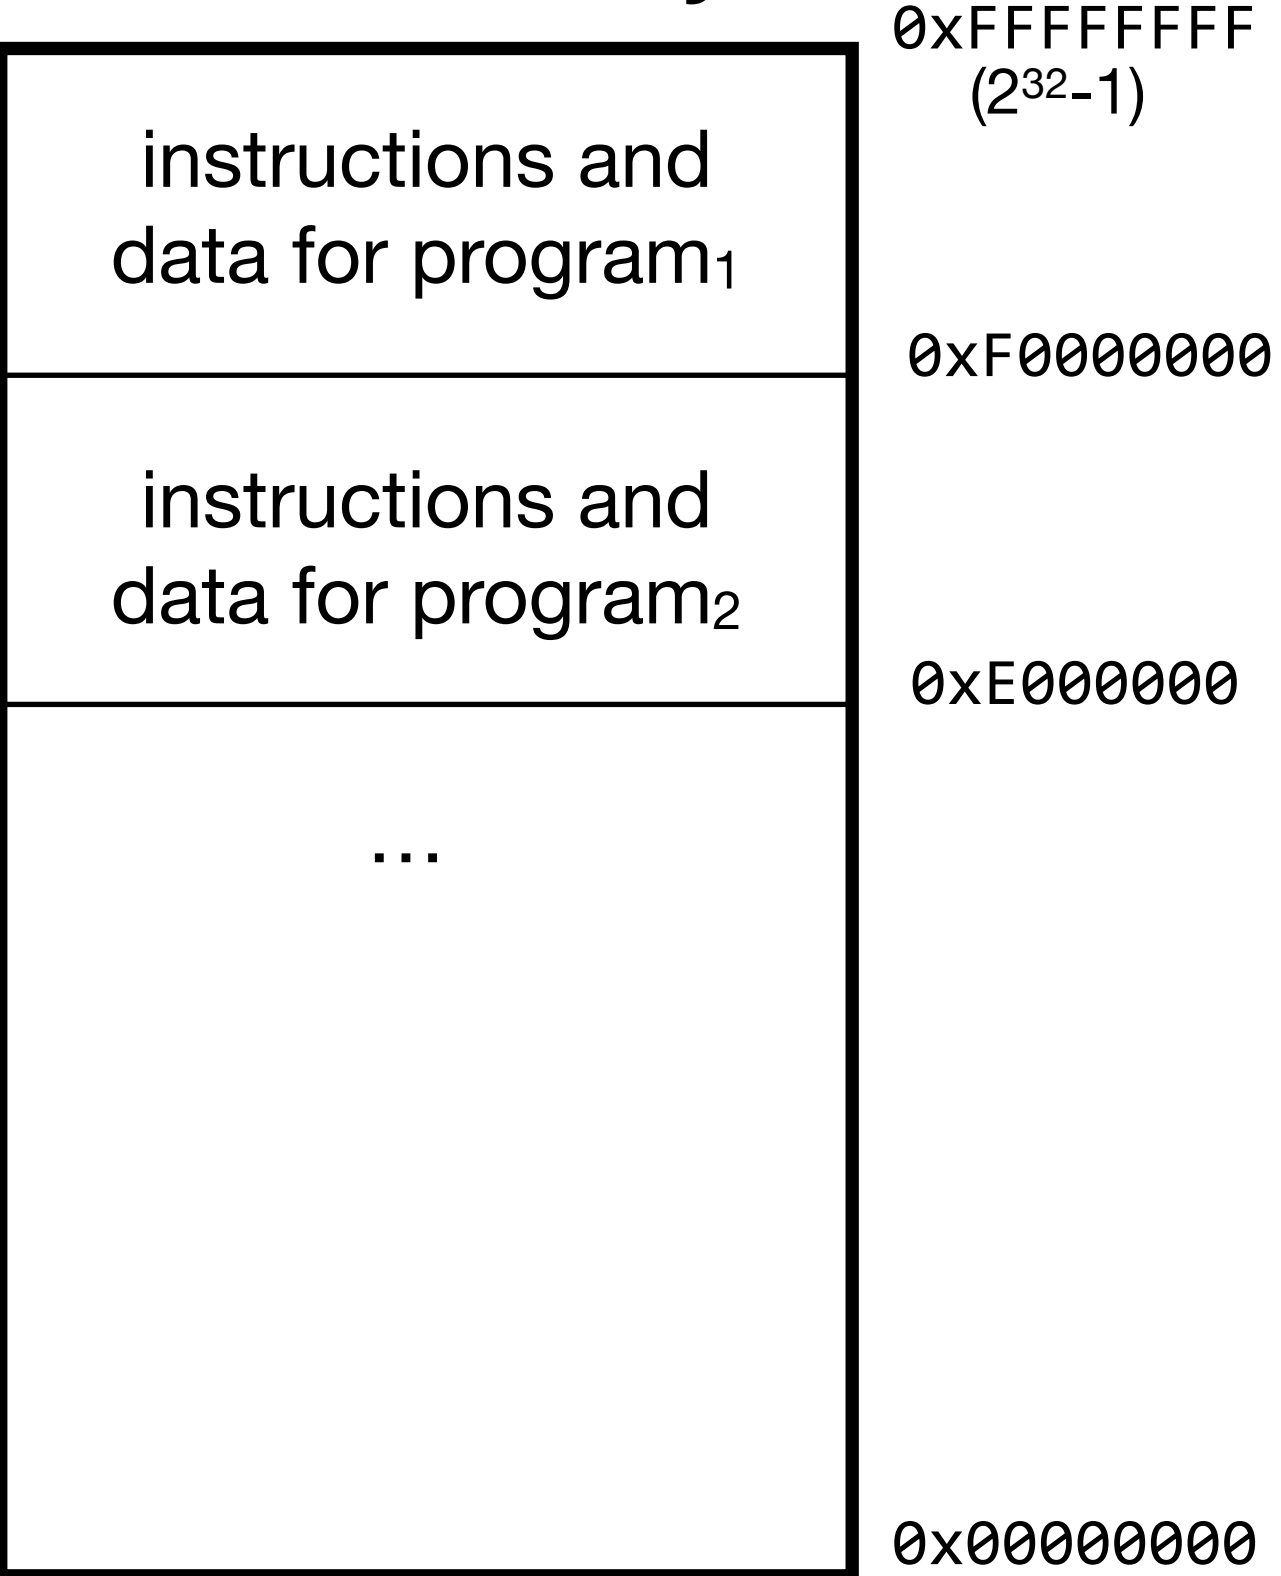 0xFFFFFFFF
(2³²-1)
instructions and
data for program₁
0xF0000000
instructions and
data for program₂
0xE000000
...
0x00000000